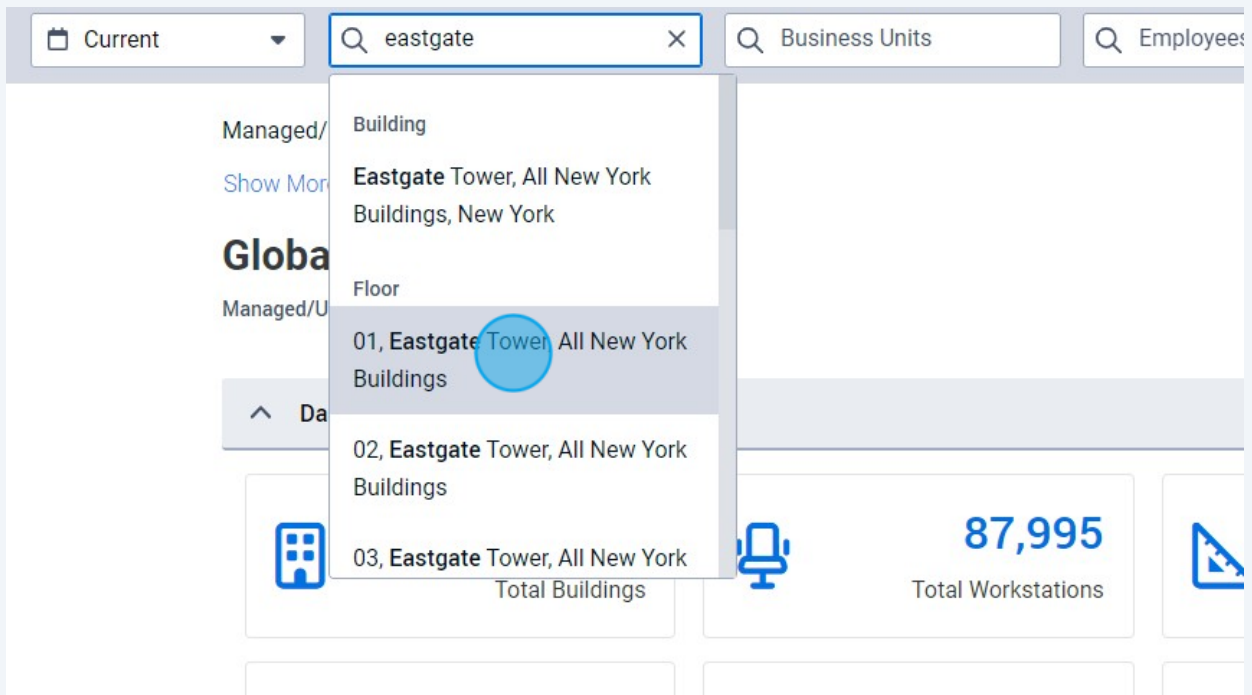 Current
eastgate
Business Units
Employees
Managed/
Show More
Globa
Managed/U
Da
Building
Eastgate Tower, All New York
Buildings, New York
Floor
01, Eastgate Tower, All New York
Buildings
02, Eastgate Tower, All New York
Buildings
03, Eastgate Tower, All New York
Total Buildings
87,995
Total Workstations